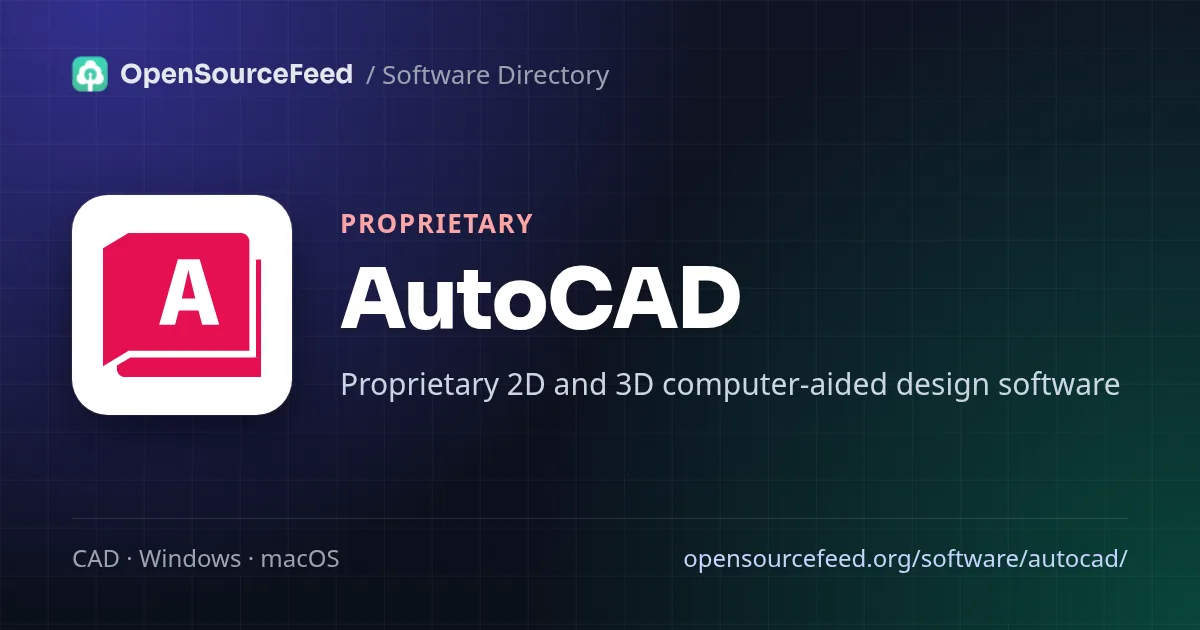 OpenSourceFeed / Software Directory
A
PROPRIETARY
AutoCAD
Proprietary 2D and 3D computer-aided design software
CAD · Windows · macOS
opensourcefeed.org/software/autocad/